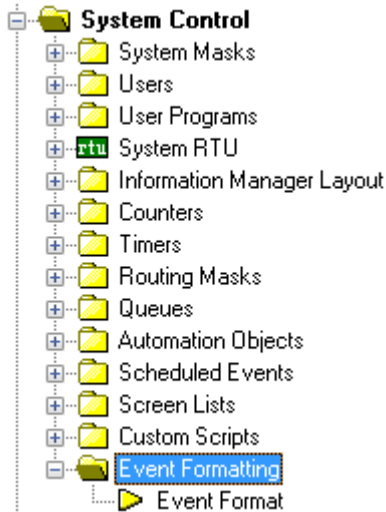 System Control
System Masks
Users
User Programs
rtu System RTU
Information Manager Layout
Counters
Timers
Routing Masks
Queues
Automation Objects
Scheduled Events
Screen Lists
Custom Scripts
Event Formatting
Event Format